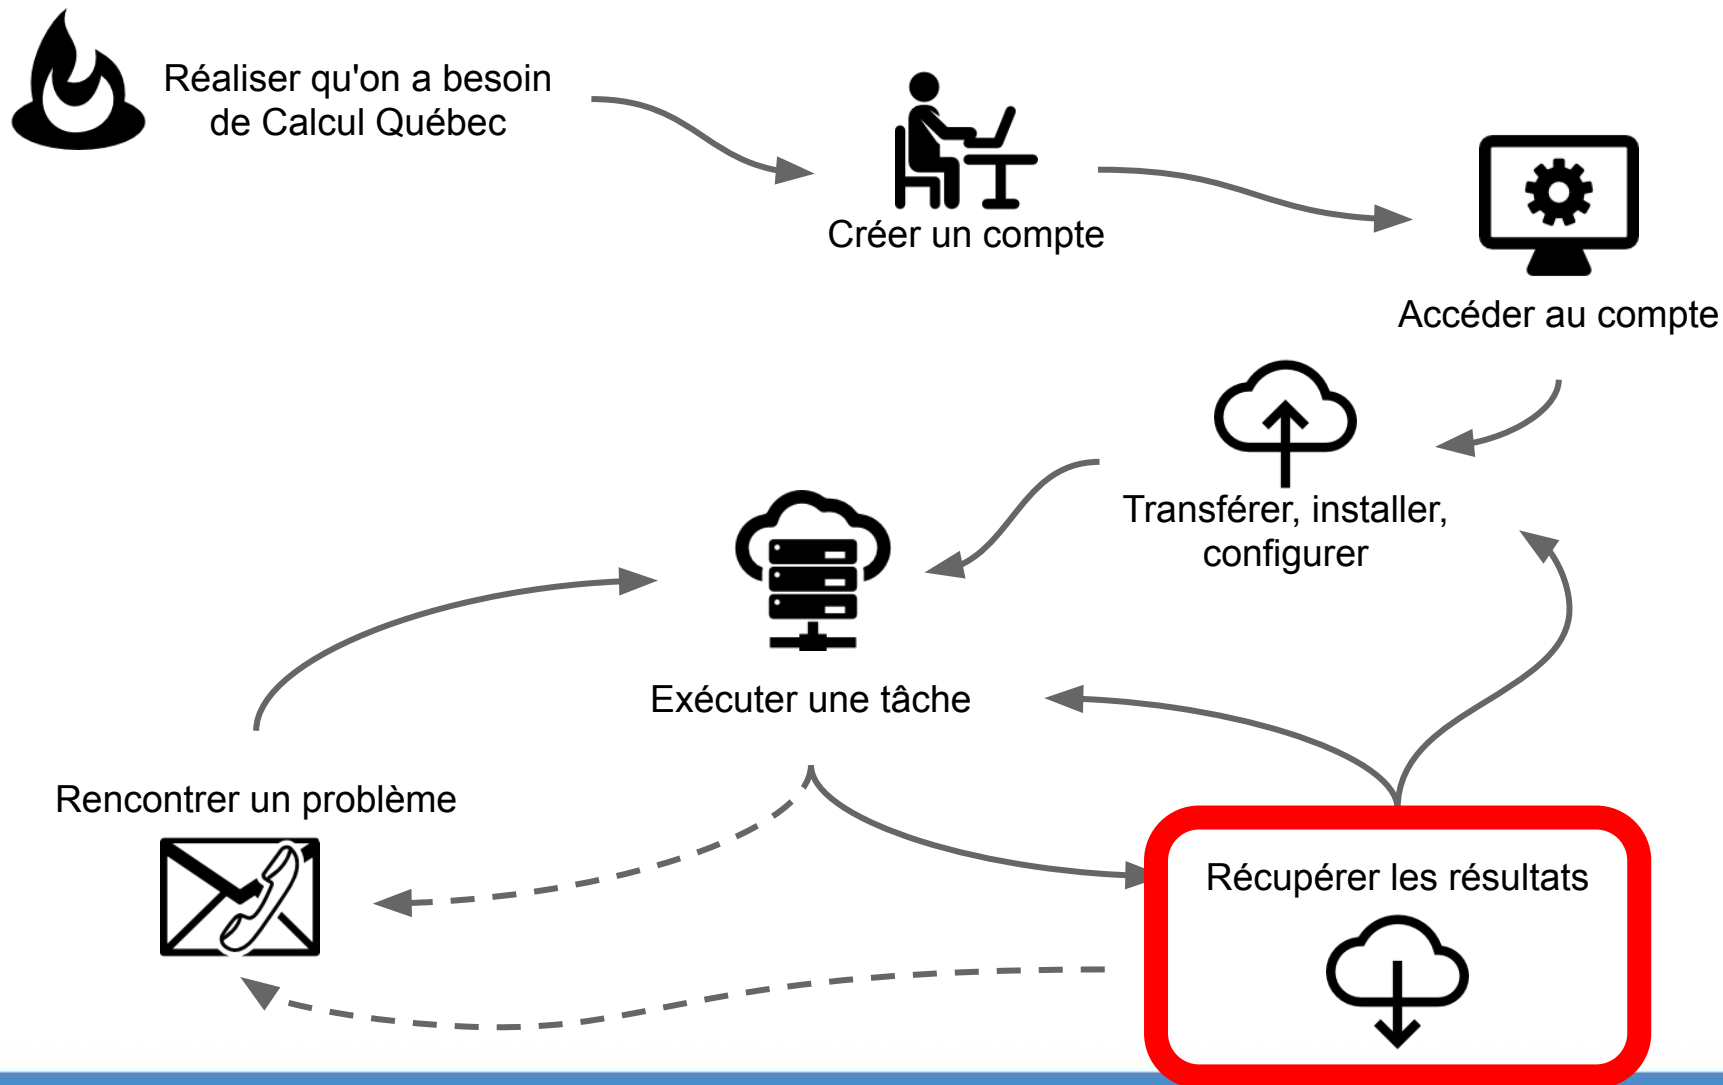 Réaliser qu'on a besoin
de Calcul Québec
Créer un compte
Accéder au compte
Transférer, installer,
configurer
Exécuter une tâche
Rencontrer un problème
Récupérer les résultats